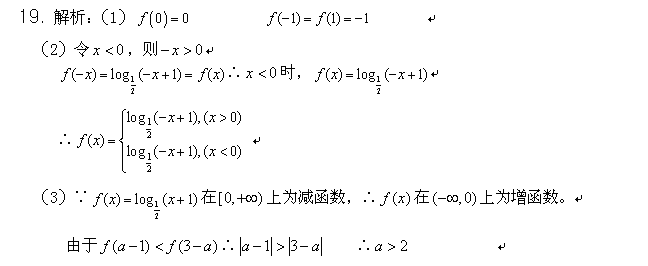 19. 解析：（1） f(0)=0 f(−1)=f(1)=−1 ↵
（2）令 x<0，则 −x>0↵
f(−x)=log_{1/2}(−x+1)=f(x)∴ x<0 时，f(x)=log_{1/2}(−x+1)↵
∴ f(x)={log_{1/2}(−x+1),(x>0) log_{1/2}(−x+1),(x<0) ↵
（3）∵ f(x)=log_{1/2}(x+1) 在 [0,+∞) 上为减函数，∴ f(x) 在 (−∞,0) 上为增函数。↵
由于 f(a−1)<f(3−a) ∴|a−1|>|3−a| ∴ a>2 ↵